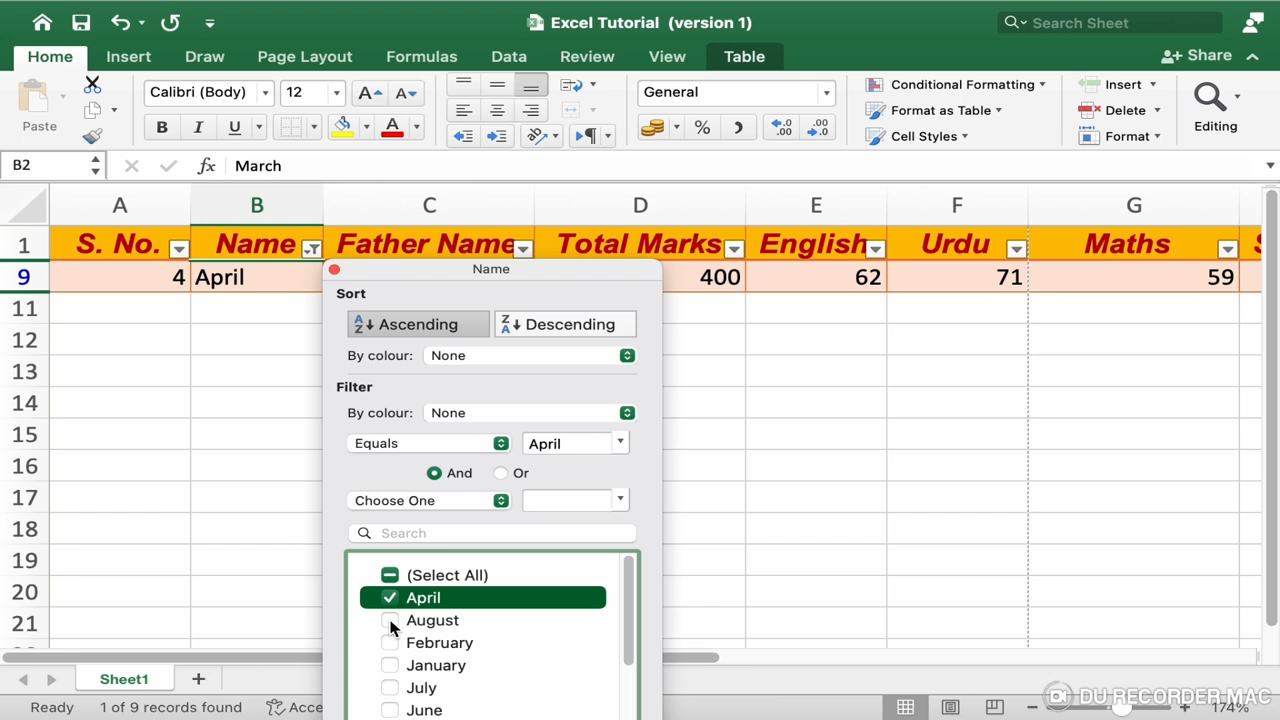 Excel Tutorial (version 1)
Search Sheet
Home Insert Draw Page Layout Formulas Data Review View Table Share
Paste
Calibri (Body) 12
B I U A
General
%
Conditional Formatting
Format as Table
Cell Styles
Insert
Delete
Format
Editing
B2 fx March
A B C D E F G
1 S. No. Name Father Name Total Marks English Urdu Maths
9 4 April 400 62 71 59
11
12
13
14
15
16
17
18
19
20
21
Name
Sort
Ascending Descending
By colour: None
Filter
By colour: None
Equals April
And Or
Choose One
Search
(Select All)
April
August
February
January
July
June
Sheet1
Ready 1 of 9 records found
DU RECORDER MAC
174%